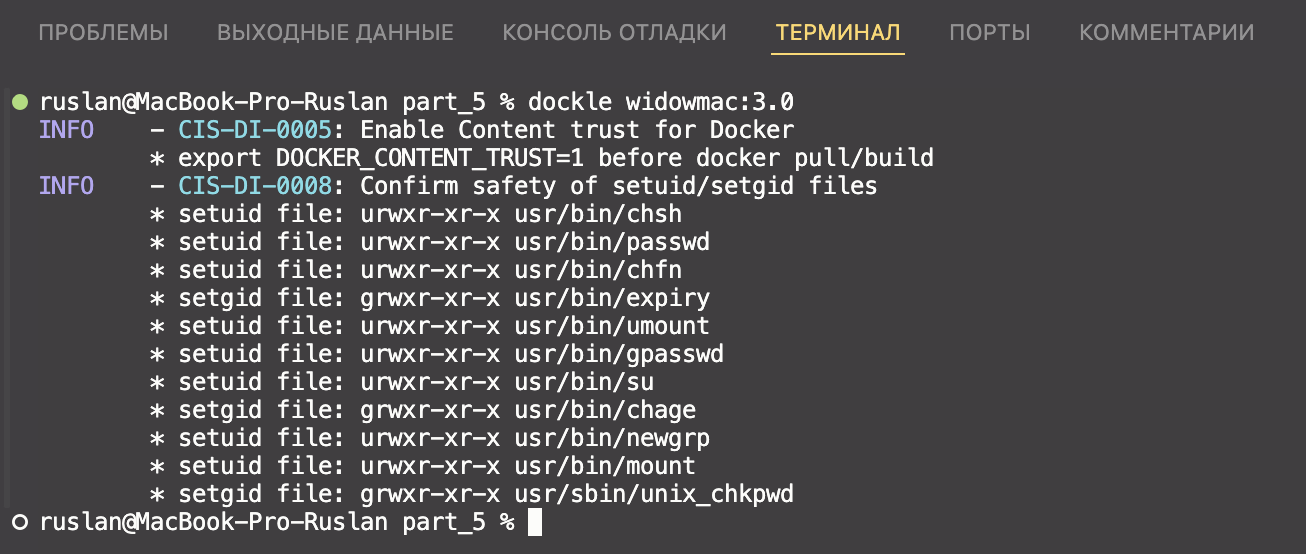 ПРОБЛЕМЫ ВЫХОДНЫЕ ДАННЫЕ КОНСОЛЬ ОТЛАДКИ ТЕРМИНАЛ ПОРТЫ КОММЕНТАРИИ
ruslan@MacBook-Pro-Ruslan part_5 % dockle widowmac:3.0
INFO - CIS-DI-0005: Enable Content trust for Docker
* export DOCKER_CONTENT_TRUST=1 before docker pull/build
INFO - CIS-DI-0008: Confirm safety of setuid/setgid files
* setuid file: urwxr-xr-x usr/bin/chsh
* setuid file: urwxr-xr-x usr/bin/passwd
* setuid file: urwxr-xr-x usr/bin/chfn
* setgid file: grwxr-xr-x usr/bin/expiry
* setuid file: urwxr-xr-x usr/bin/umount
* setuid file: urwxr-xr-x usr/bin/gpasswd
* setuid file: urwxr-xr-x usr/bin/su
* setgid file: grwxr-xr-x usr/bin/chage
* setuid file: urwxr-xr-x usr/bin/newgrp
* setuid file: urwxr-xr-x usr/bin/mount
* setgid file: grwxr-xr-x usr/sbin/unix_chkpwd
ruslan@MacBook-Pro-Ruslan part_5 %